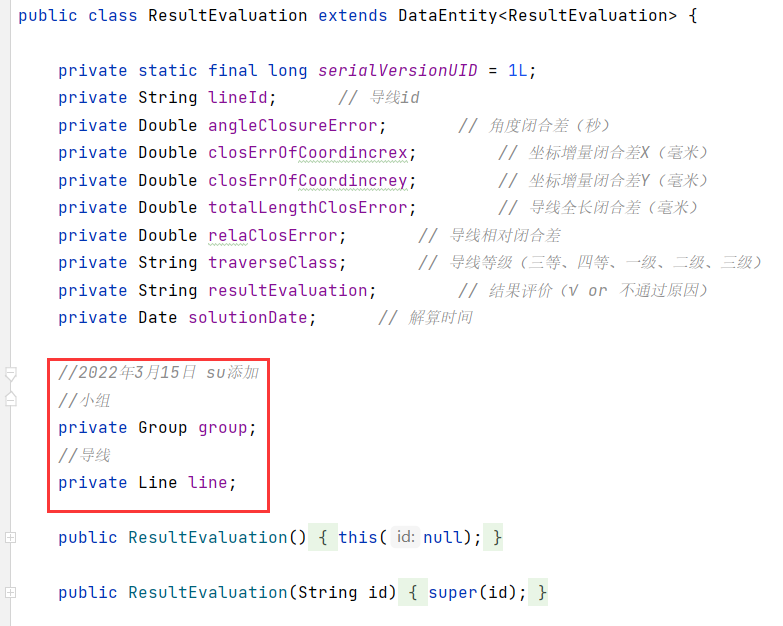 public class ResultEvaluation extends DataEntity<ResultEvaluation> {
private static final long serialVersionUID = 1L;
private String lineId; // 导线id
private Double angleClosureError; // 角度闭合差（秒）
private Double closErrOfCoordincrex; // 坐标增量闭合差X（毫米）
private Double closErrOfCoordincrey; // 坐标增量闭合差Y（毫米）
private Double totalLengthClosError; // 导线全长闭合差（毫米）
private Double relaClosError; // 导线相对闭合差
private String traverseClass; // 导线等级（三等、四等、一级、二级、三级）
private String resultEvaluation; // 结果评价（√ or 不通过原因）
private Date solutionDate; // 解算时间
//2022年3月15日 su添加
//小组
private Group group;
//导线
private Line line;
public ResultEvaluation() { this( id: null); }
public ResultEvaluation(String id) { super(id); }